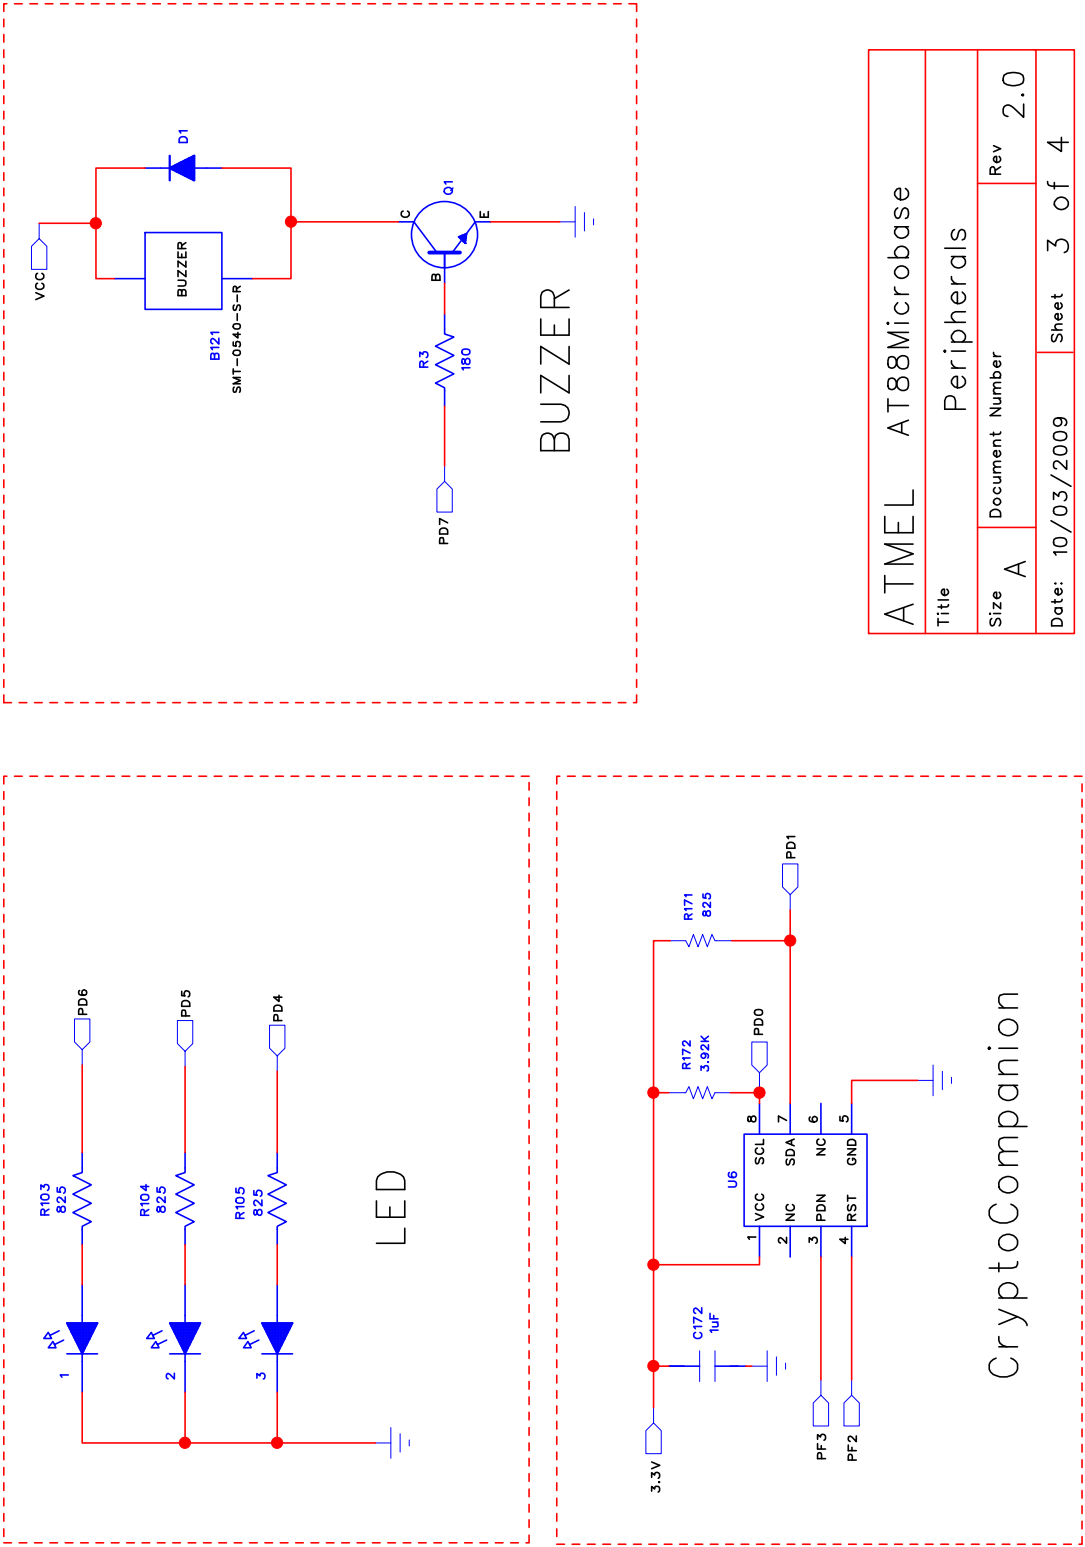 LED
R103
825
PD6
1
R104
825
PD5
2
R105
825
PD4
3
BUZZER
VCC
BUZZER
B121
SMT-0540-S-R
D1
C
Q1
E
B
R3
180
PD7
CryptoCompanion
3.3V
C172
1uF
R172
3.92K
R171
825
PD0
PD1
U6
1 VCC SCL 8
2 NC SDA 7
3 PDN NC 6
4 RST GND 5
PF3
PF2
ATMEL AT88Microbase
Title
Peripherals
Size A Document Number Rev 2.0
Date: 10/03/2009 Sheet 3 of 4